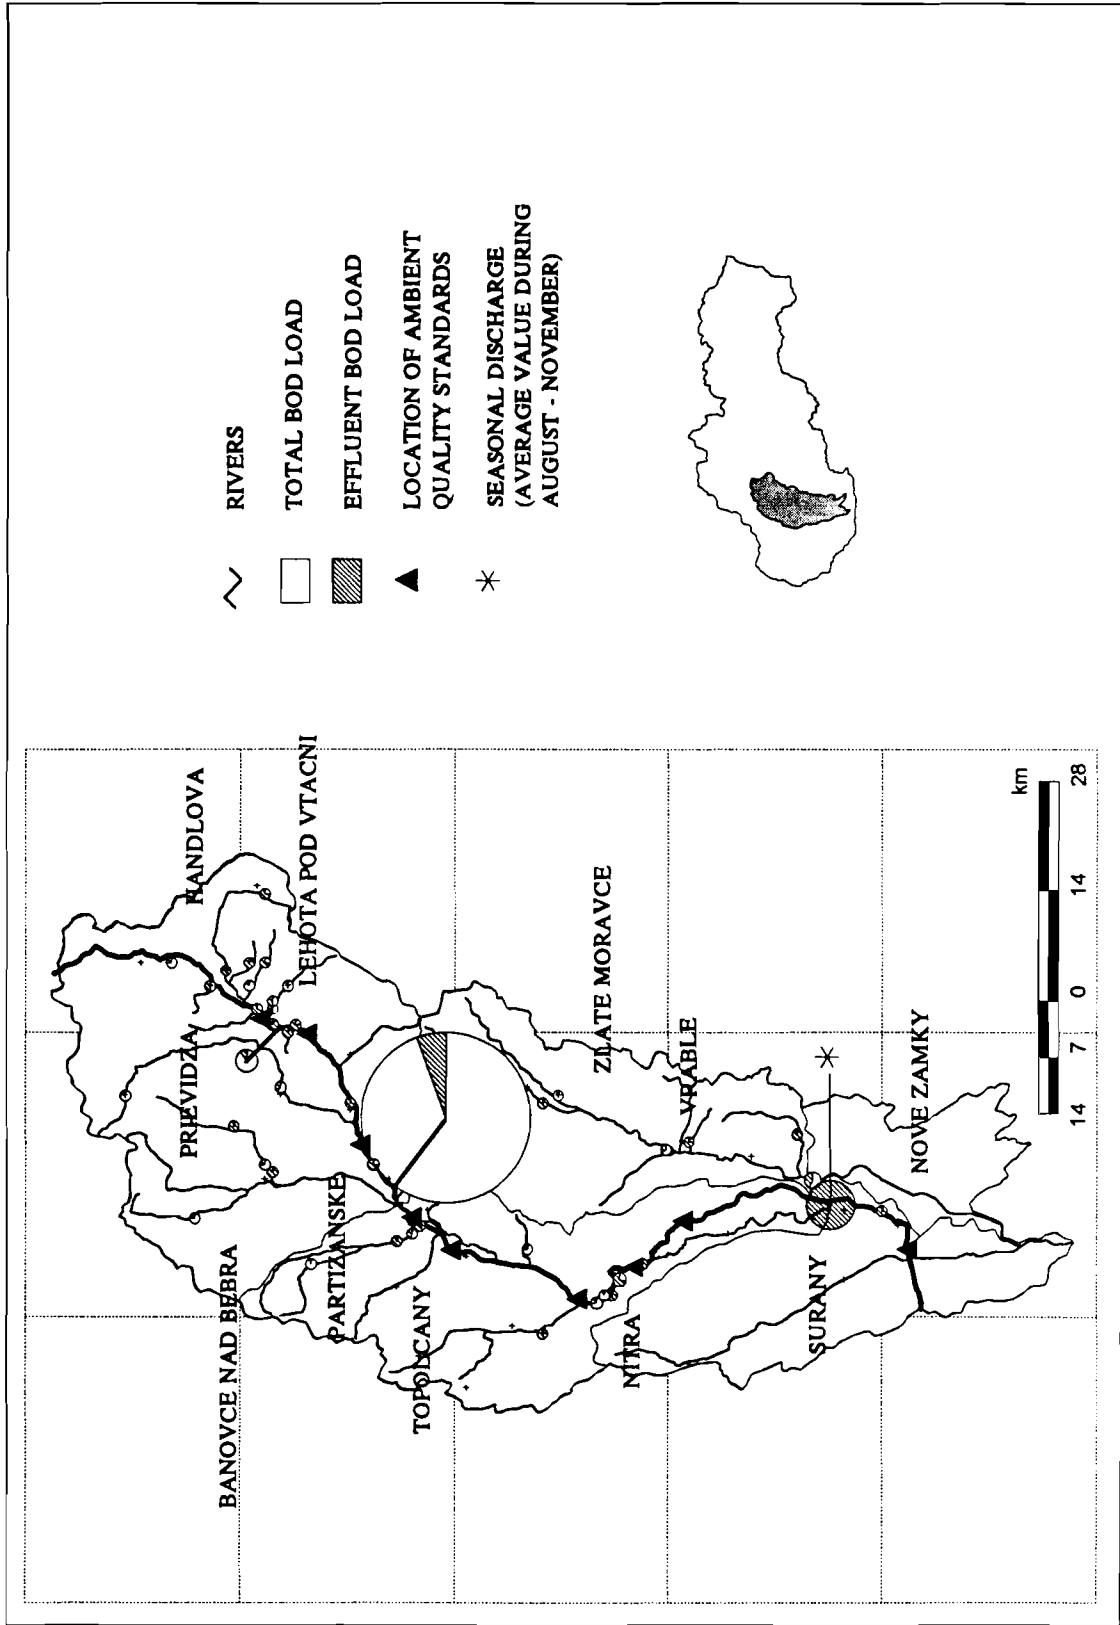 HANDLOVA
LEHOTA POD VTACNI
PRIEVIDZA
BANOVCE NAD BEBRA
PARTIZANSKE
TOPOLCANY
ZLATE MORAVCE
VRABLE
NITRA
SURANY
NOVE ZAMKY
km
14 7 0 14 28
RIVERS
TOTAL BOD LOAD
EFFLUENT BOD LOAD
LOCATION OF AMBIENT
QUALITY STANDARDS
SEASONAL DISCHARGE
(AVERAGE VALUE DURING
AUGUST - NOVEMBER)